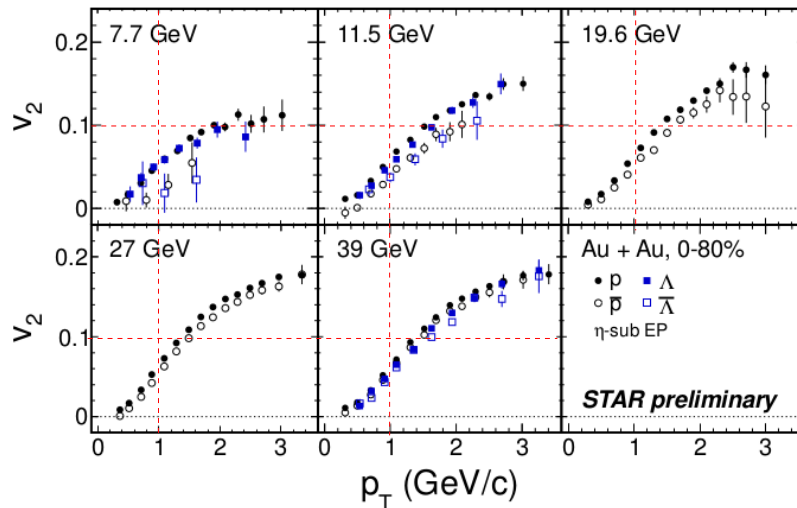 7.7 GeV
11.5 GeV
19.6 GeV
0.2
0.1
0
v₂
27 GeV
39 GeV
Au + Au, 0-80%
p Λ
p̅ Λ̅
η-sub EP
STAR preliminary
0.2
0.1
0
v₂
0 1 2 3 0 1 2 3 0 1 2 3
p_T (GeV/c)